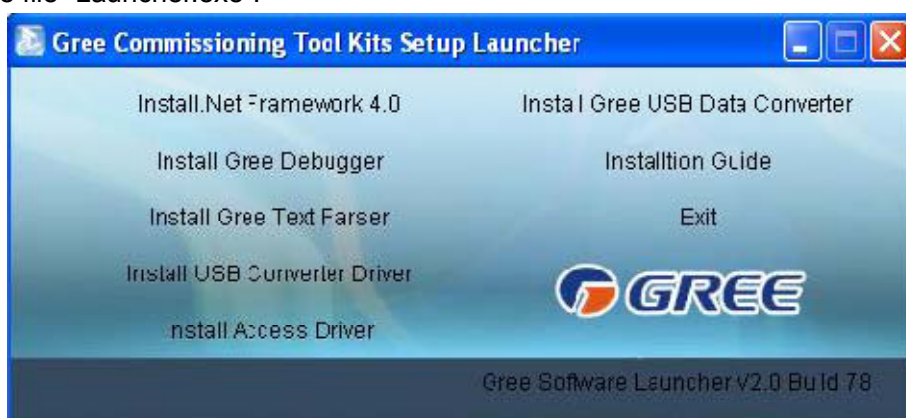 file "Launcher.exe".
Gree Commissioning Tool Kits Setup Launcher
Install.Net Framework 4.0
Install Gree USB Data Converter
Install Gree Debugger
Installtion Guide
Install Gree Text Parser
Exit
Install USB Converter Driver
GREE
Install Access Driver
Gree Software Launcher v2.0 Build 78